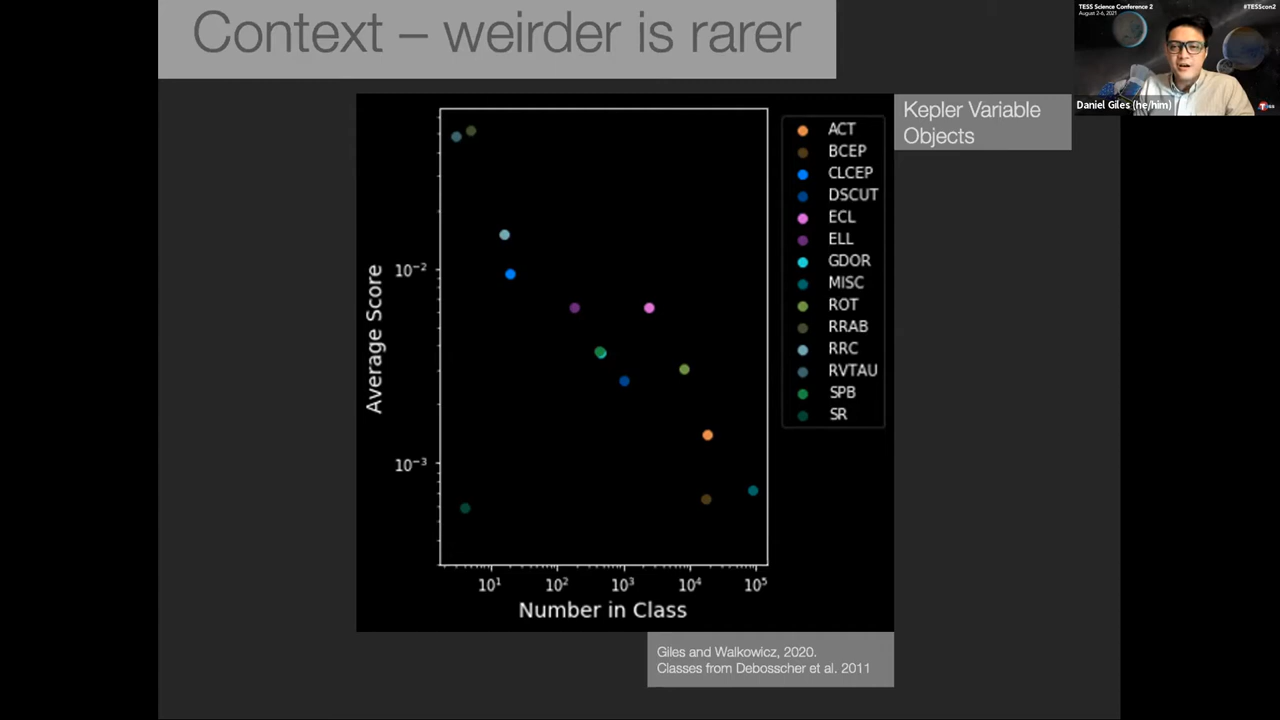 Context – weirder is rarer
TESS Science Conference 2
August 2-6, 2021
#TESScon2
Daniel Giles (he/him)
TESS
Kepler Variable
Objects
ACT
BCEP
CLCEP
DSCUT
ECL
ELL
GDOR
MISC
ROT
RRAB
RRC
RVTAU
SPB
SR
Average Score
10⁻²
10⁻³
10¹
10²
10³
10⁴
10⁵
Number in Class
Giles and Walkowicz, 2020.
Classes from Debosscher et al. 2011